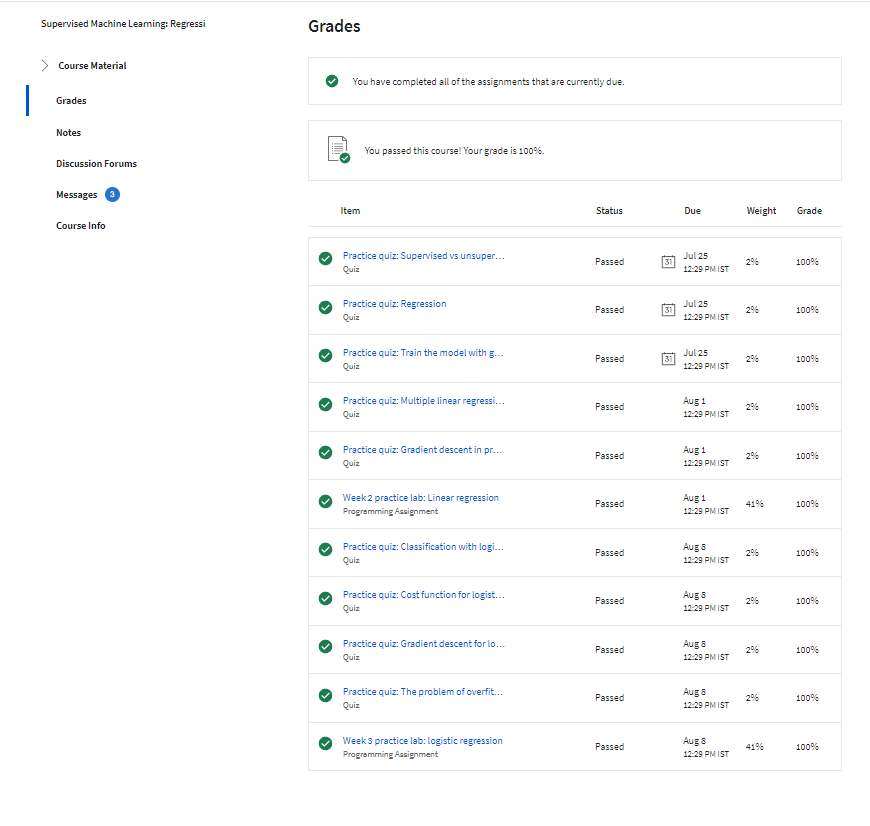 Supervised Machine Learning: Regressi
Course Material
Grades
Notes
Discussion Forums
Messages 3
Course Info
Grades
You have completed all of the assignments that are currently due.
You passed this course! Your grade is 100%.
Item Status Due Weight Grade
Practice quiz: Supervised vs unsuper...
Quiz
Passed
31
Jul 25
12:29 PM IST
2%
100%
Practice quiz: Regression
Quiz
Passed
31
Jul 25
12:29 PM IST
2%
100%
Practice quiz: Train the model with g...
Quiz
Passed
31
Jul 25
12:29 PM IST
2%
100%
Practice quiz: Multiple linear regressi...
Quiz
Passed
Aug 1
12:29 PM IST
2%
100%
Practice quiz: Gradient descent in pr...
Quiz
Passed
Aug 1
12:29 PM IST
2%
100%
Week 2 practice lab: Linear regression
Programming Assignment
Passed
Aug 1
12:29 PM IST
41%
100%
Practice quiz: Classification with logi...
Quiz
Passed
Aug 8
12:29 PM IST
2%
100%
Practice quiz: Cost function for logist...
Quiz
Passed
Aug 8
12:29 PM IST
2%
100%
Practice quiz: Gradient descent for lo...
Quiz
Passed
Aug 8
12:29 PM IST
2%
100%
Practice quiz: The problem of overfit...
Quiz
Passed
Aug 8
12:29 PM IST
2%
100%
Week 3 practice lab: logistic regression
Programming Assignment
Passed
Aug 8
12:29 PM IST
41%
100%